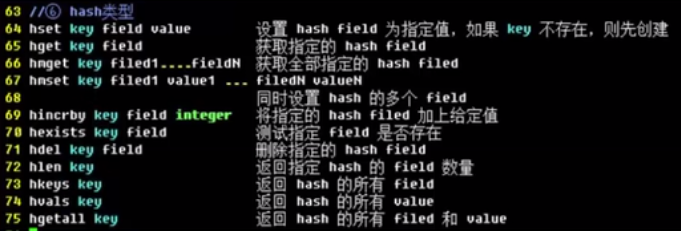 63 //⑥ hash类型
64 hset key field value 设置 hash field 为指定值，如果 key 不存在，则先创建
65 hget key field 获取指定的 hash field
66 hmget key filed1....fieldN 获取全部指定的 hash filed
67 hmset key filed1 value1 ... filedN valueN
68 同时设置 hash 的多个 field
69 hincrby key field integer 将指定的 hash filed 加上给定值
70 hexists key field 测试指定 field 是否存在
71 hdel key field 删除指定的 hash field
72 hlen key 返回指定 hash 的 field 数量
73 hkeys key 返回 hash 的所有 field
74 hvals key 返回 hash 的所有 value
75 hgetall key 返回 hash 的所有 filed 和 value